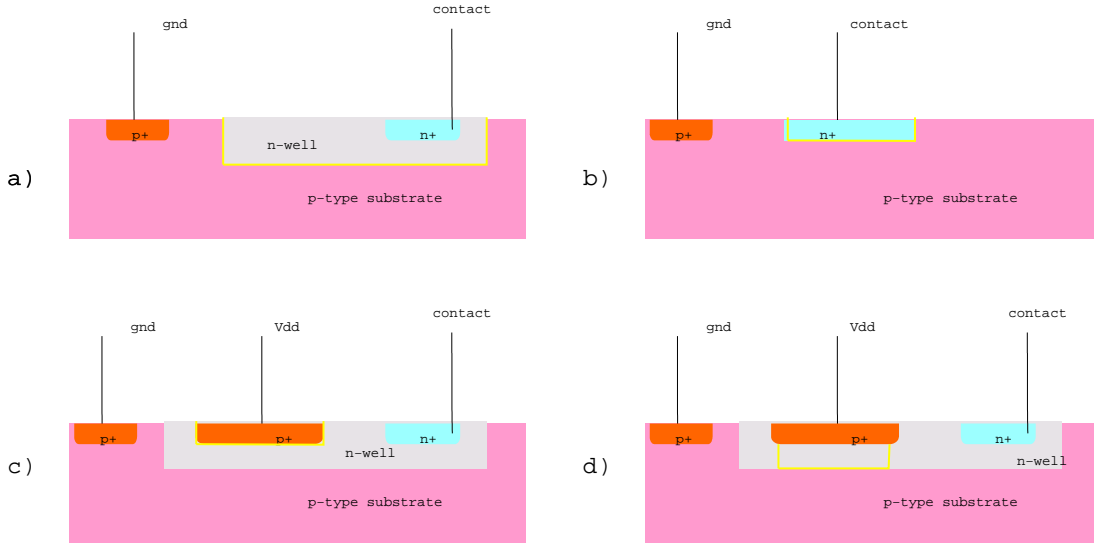 gnd
contact
p+
n-well
n+
p-type substrate
a)
gnd
contact
p+
n+
p-type substrate
b)
gnd
Vdd
contact
p+
p+
n+
n-well
p-type substrate
c)
gnd
Vdd
contact
p+
p+
n+
n-well
p-type substrate
d)